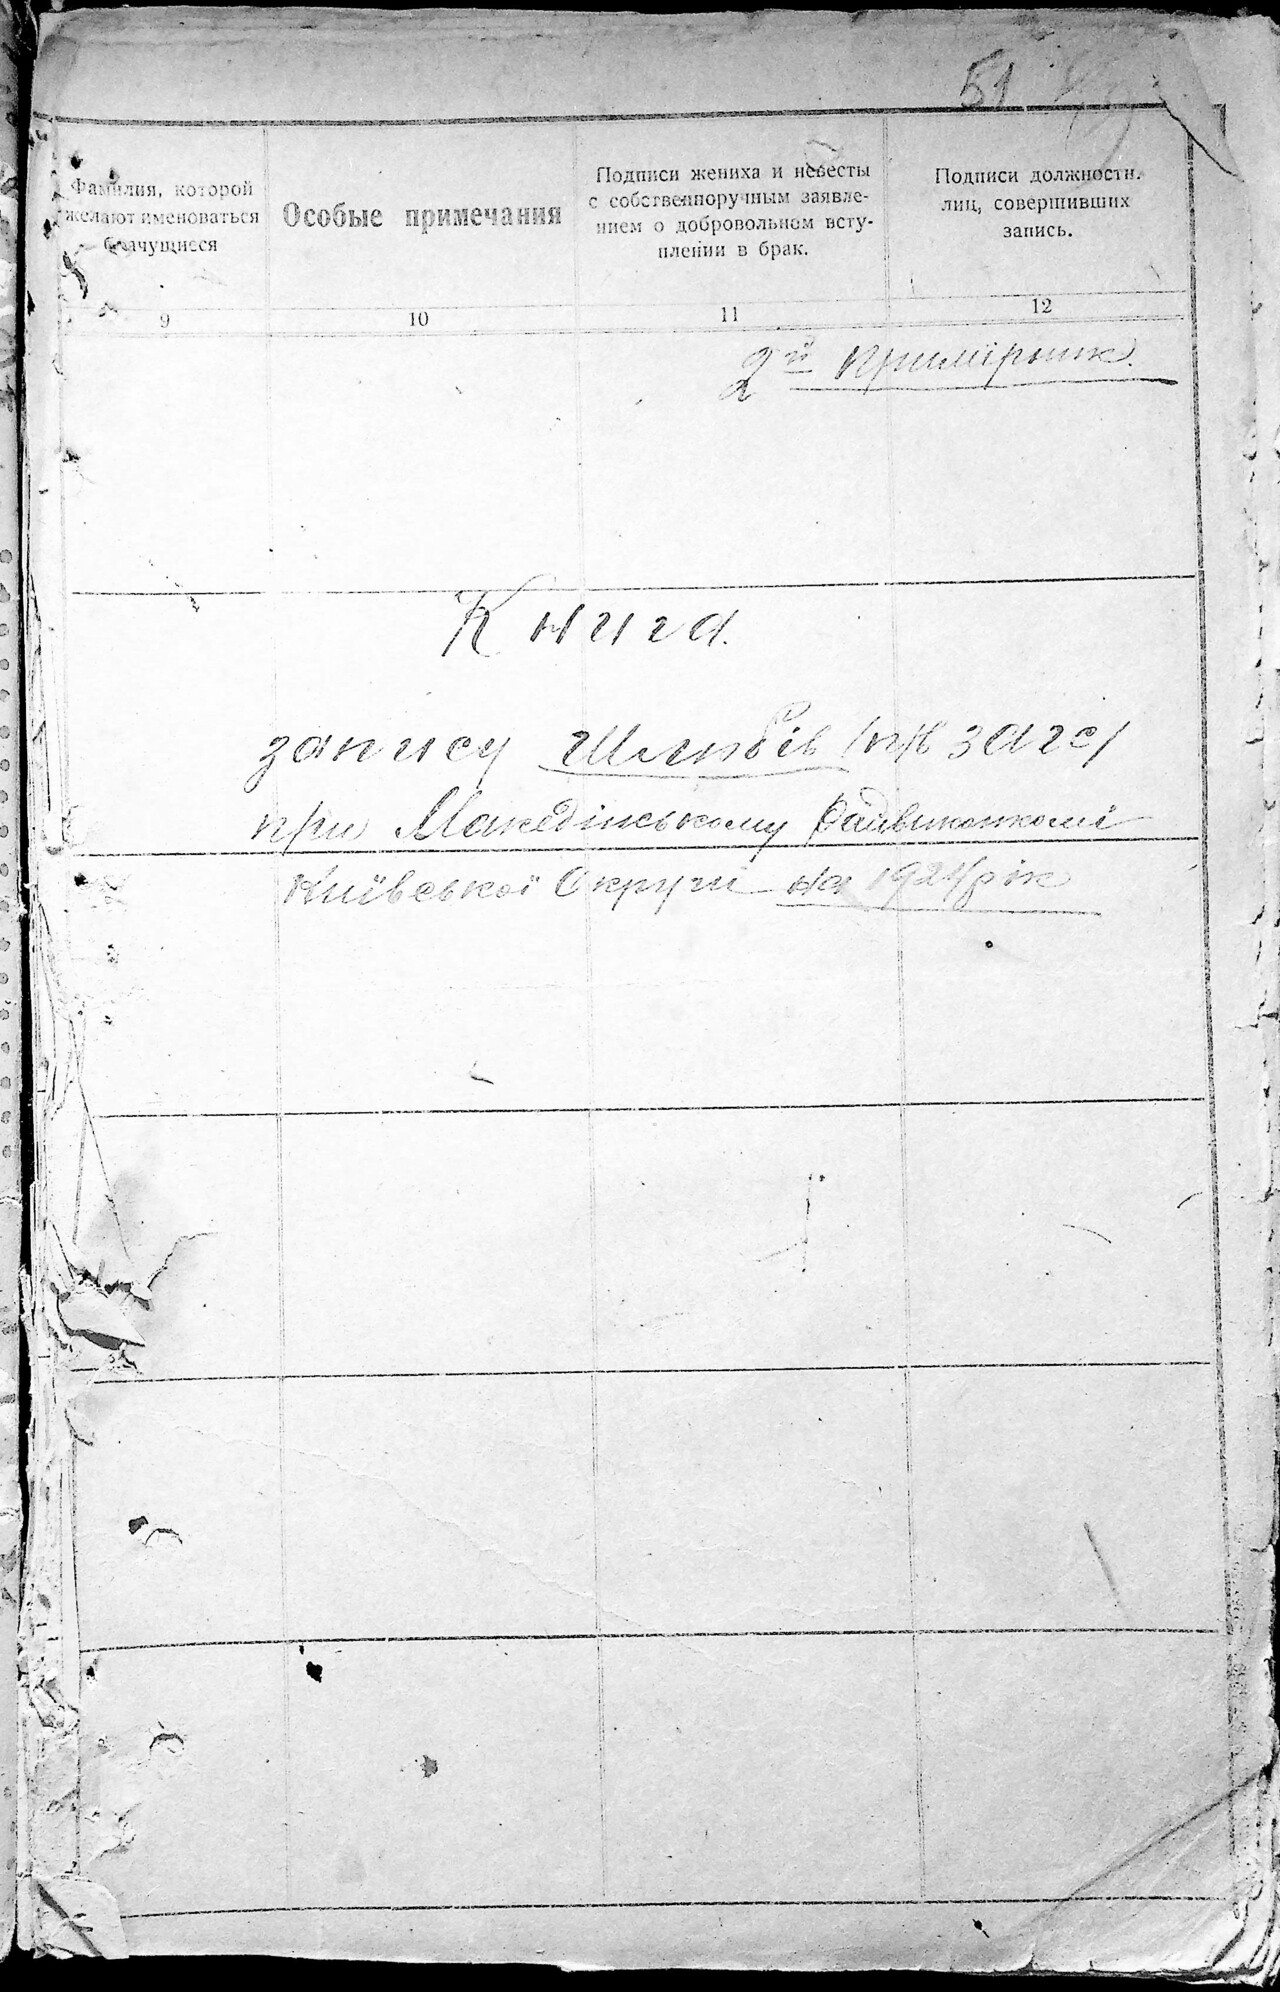 51
Фамилия, которой
желают именоваться
брачущиеся
Особые примечания
Подписи жениха и невесты
с собственноручным заявле-
нием о добровольном всту-
плении в брак.
Подписи должностн.
лиц, совершивших
запись.
9 10 11 12
2й примірник.
Книга.
запису Шлюбів загс
при Македінському Райвиконкомі
Київської Округи на 1924 рік